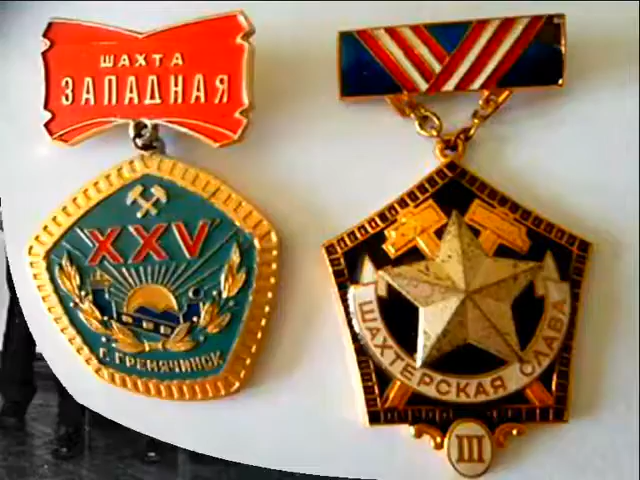 ШАХТА
ЗАПАДНАЯ
XXV
Г. ГРЕМЯЧИНСК
ШАХТЕРСКАЯ СЛАВА
III